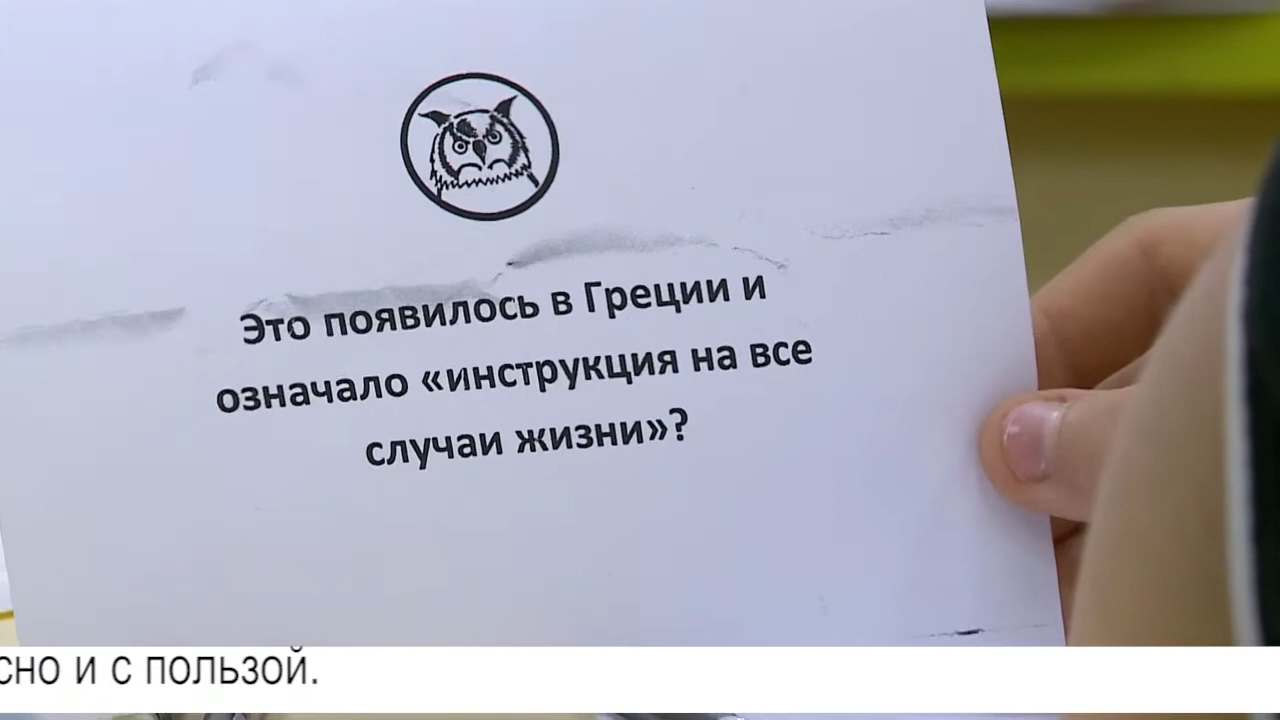 Это появилось в Греции и
означало «инструкция на все
случаи жизни»?
сно и с пользой.